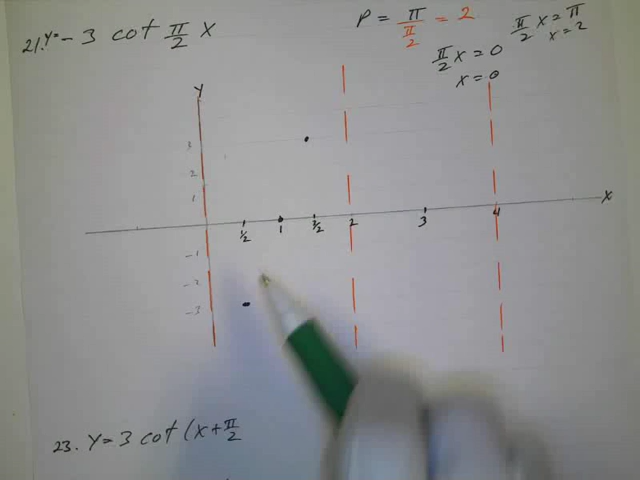 21. y = -3 cot π/2 x
P = π / π/2 = 2
π/2 x = 0
x = 0
π/2 x = π
x = 2
Y
3
2
1
-1
-2
-3
1/2 1 3/2 2 3 4 X
23. Y = 3 cot (x + π/2